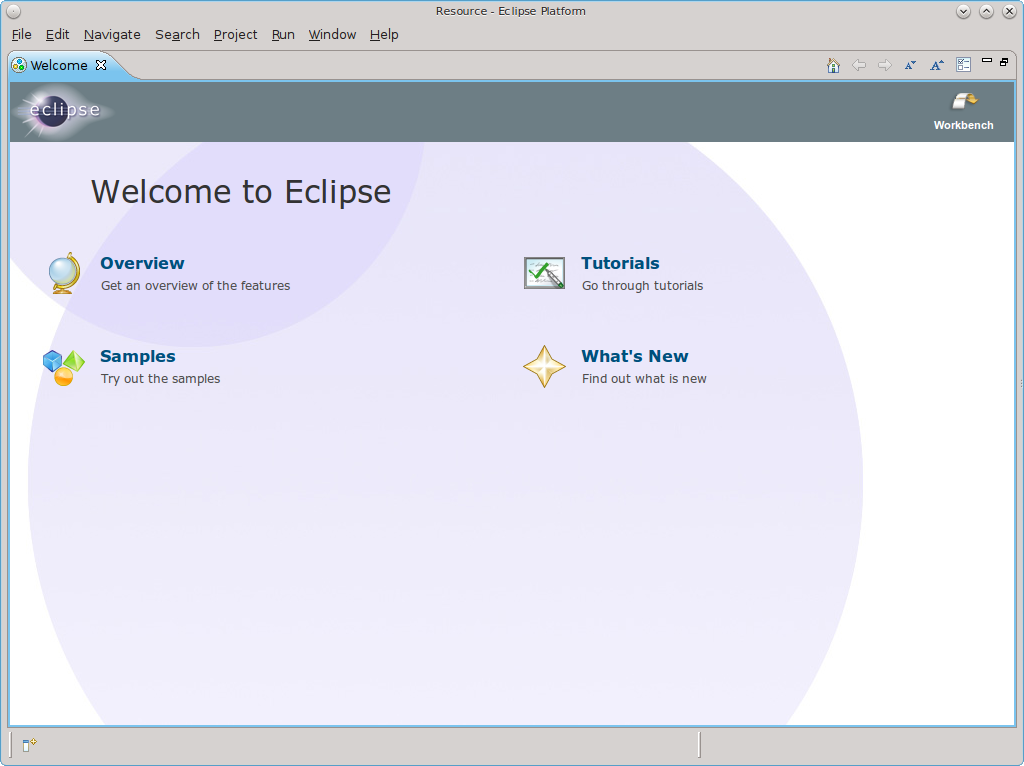 Resource - Eclipse Platform
File Edit Navigate Search Project Run Window Help
Welcome
eclipse
Workbench
Welcome to Eclipse
Overview
Get an overview of the features
Tutorials
Go through tutorials
Samples
Try out the samples
What's New
Find out what is new